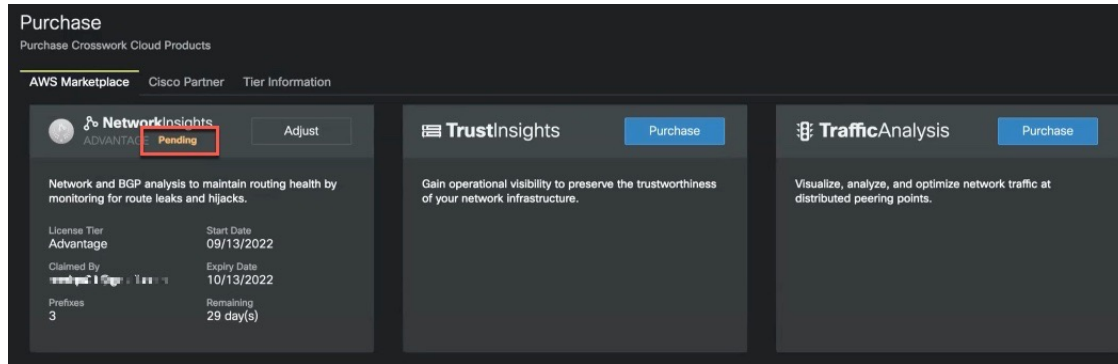 Purchase
Purchase Crosswork Cloud Products
AWS Marketplace Cisco Partner Tier Information
NetworkInsights
ADVANTAGE Pending
Adjust
Network and BGP analysis to maintain routing health by
monitoring for route leaks and hijacks.
License Tier Start Date
Advantage 09/13/2022
Claimed By Expiry Date
10/13/2022
Prefixes Remaining
3 29 day(s)
TrustInsights Purchase
Gain operational visibility to preserve the trustworthiness
of your network infrastructure.
TrafficAnalysis Purchase
Visualize, analyze, and optimize network traffic at
distributed peering points.